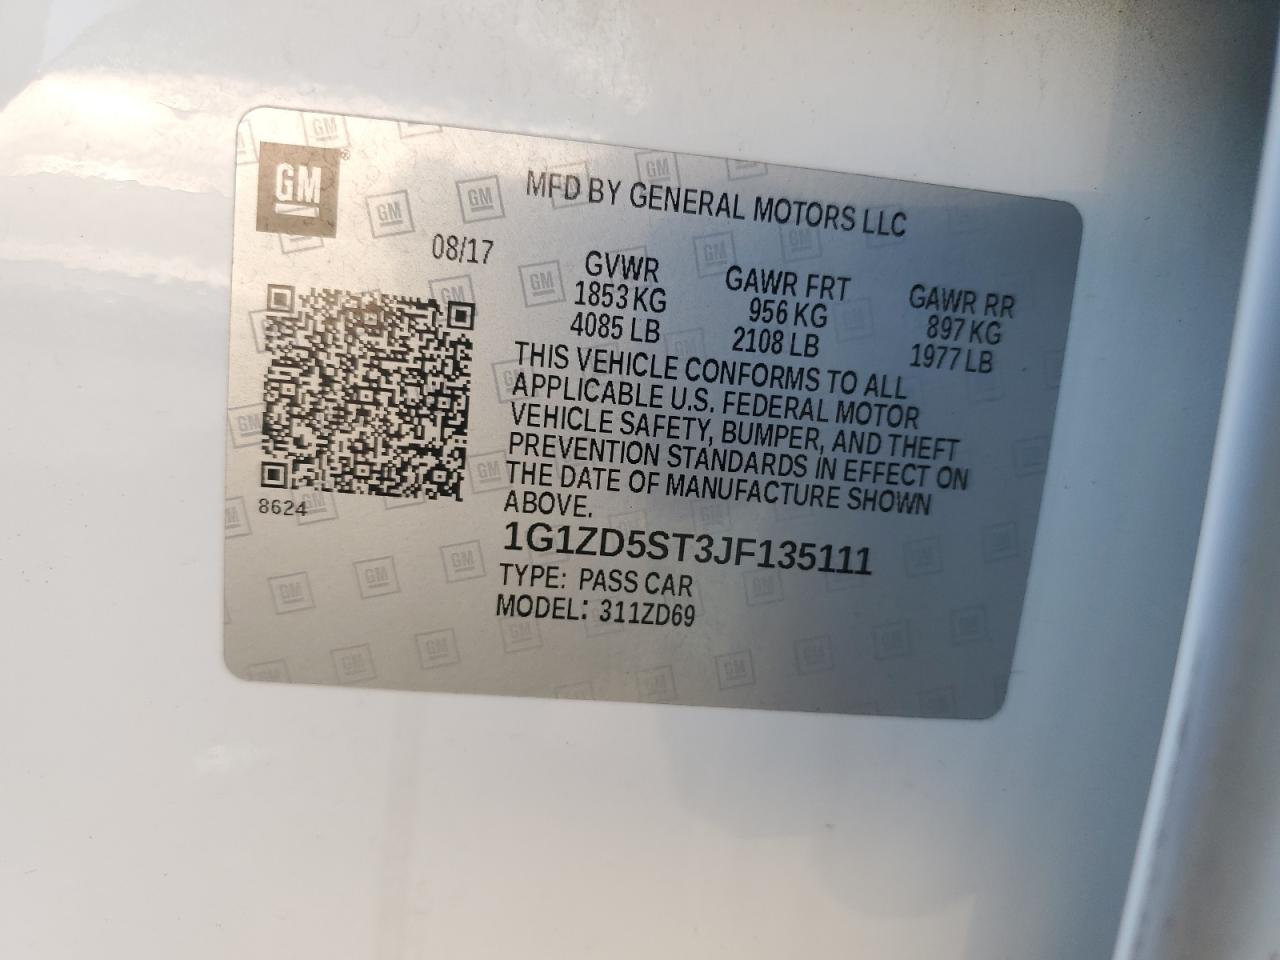 GM
MFD BY GENERAL MOTORS LLC
08/17
GVWR GAWR FRT GAWR RR
1853 KG 956 KG 897 KG
4085 LB 2108 LB 1977 LB
THIS VEHICLE CONFORMS TO ALL
APPLICABLE U.S. FEDERAL MOTOR
VEHICLE SAFETY, BUMPER, AND THEFT
PREVENTION STANDARDS IN EFFECT ON
THE DATE OF MANUFACTURE SHOWN
ABOVE.
8624
1G1ZD5ST3JF135111
TYPE: PASS CAR
MODEL: 311ZD69